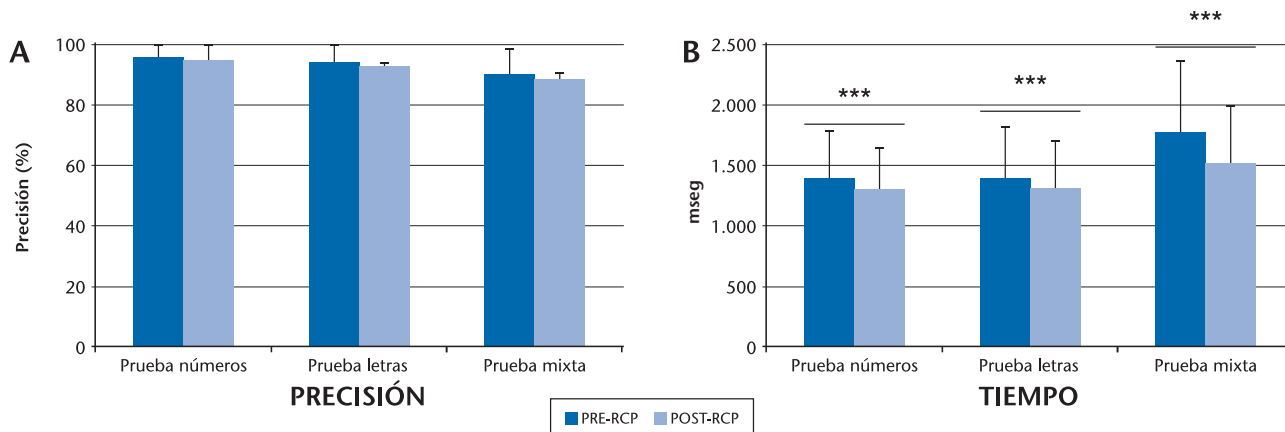 A
Precisión (%)
100
80
60
40
20
0
Prueba números
Prueba letras
Prueba mixta
PRECISIÓN
B
mseg
2.500
2.000
1.500
1.000
500
0
***
***
***
Prueba números
Prueba letras
Prueba mixta
TIEMPO
PRE-RCP
POST-RCP